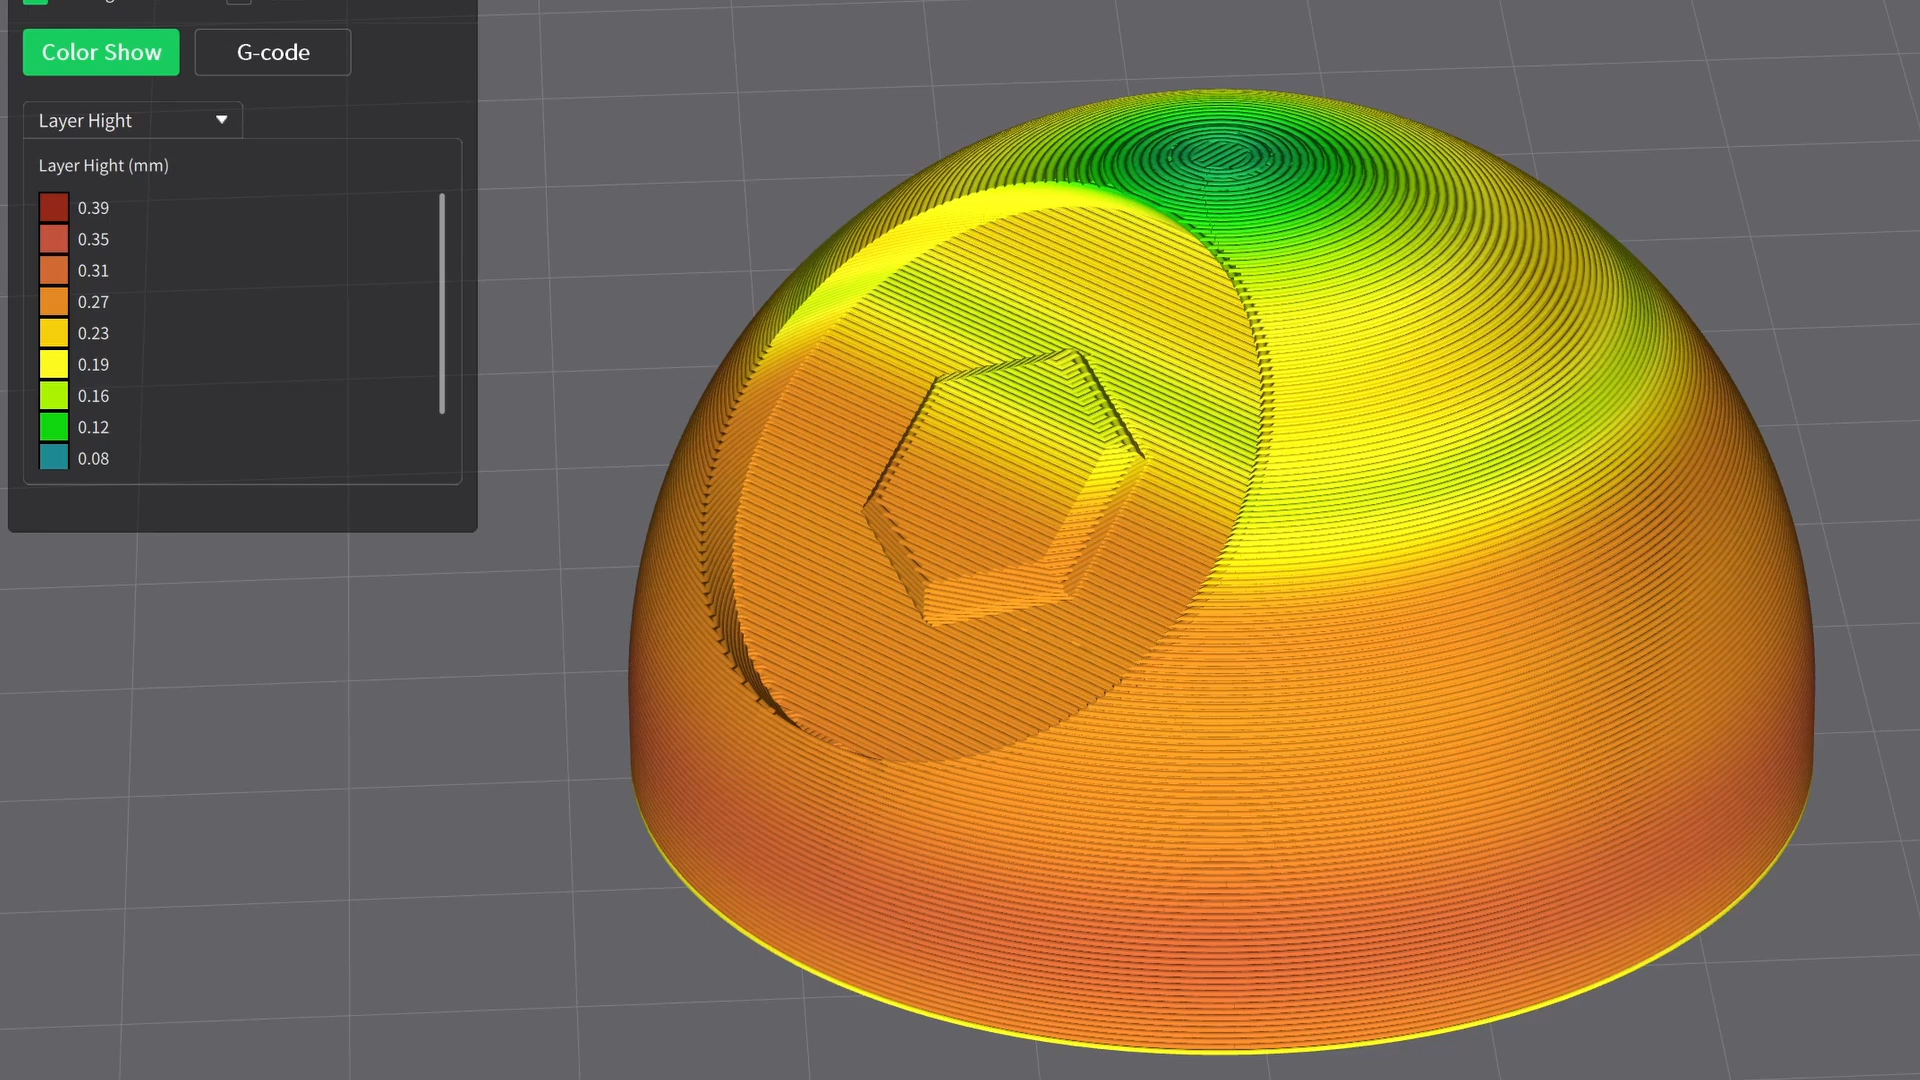 Color Show
G-code
Layer Hight
Layer Hight (mm)
0.39
0.35
0.31
0.27
0.23
0.19
0.16
0.12
0.08